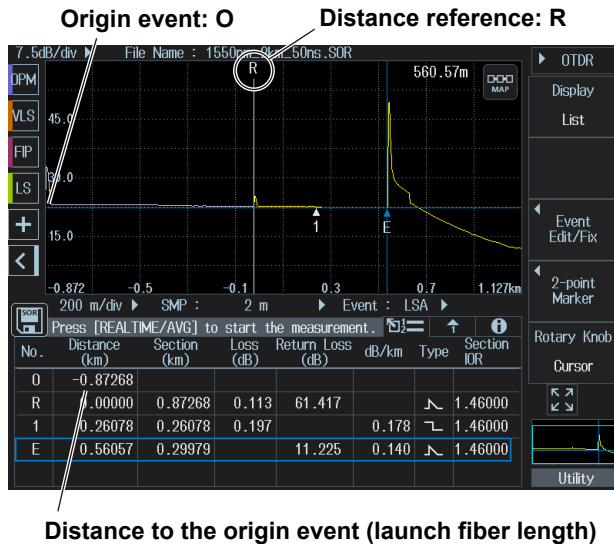 Origin event: O
Distance reference: R
7.5dB/div ▶ File Name : 1550nm_2km_50ns.SOR
R
560.57m
MAP
▶ OTDR
OPM
VLS
FIP
LS
+
<
45.0
30.0
15.0
1
E
-0.872 -0.5 -0.1 0.3 0.7 1.127km
Display
List
Event
Edit/Fix
2-point
Marker
Rotary Knob
Cursor
Utility
SOR
200 m/div ▶ SMP : 2 m ▶ Event : LSA ▶
Press [REALTIME/AVG] to start the measurement.
No. Distance (km) Section (km) Loss (dB) Return Loss (dB) dB/km Type Section IOR
O -0.87268
R 0.00000 0.87268 0.113 61.417 1.46000
1 0.26078 0.26078 0.197 0.178 1.46000
E 0.56057 0.29979 11.225 0.140 1.46000
Distance to the origin event (launch fiber length)